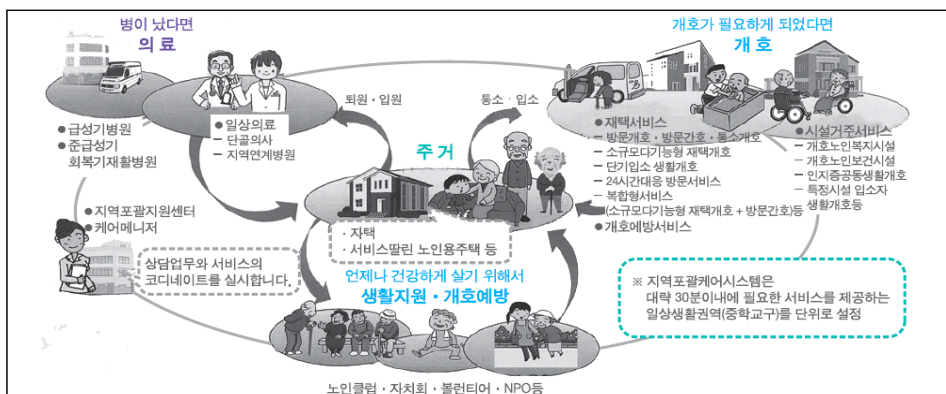 병이 났다면
의 료
개호가 필요하게 되었다면
개 호
퇴원 · 입원
통소 · 입소
●급성기병원
●준급성기
회복기재활병원
●일상의료
– 단골의사
– 지역연계병원
주 거
●재택서비스
– 방문개호 · 방문간호 · 통소개호
– 소규모다기능형 재택개호
– 단기입소 생활개호
– 24시간대응 방문서비스
– 복합형서비스
(소규모다기능형 재택개호 + 방문간호)등
●개호예방서비스
●시설거주서비스
– 개호노인복지시설
– 개호노인보건시설
– 인지증공동생활개호
– 특정시설 입소자
생활개호등
●지역포괄지원센터
●케어메니저
상담업무와 서비스의
코디네이트를 실시합니다.
· 자택
· 서비스딸린 노인용주택 등
언제나 건강하게 살기 위해서
생활지원 · 개호예방
※ 지역포괄케어시스템은
대략 30분이내에 필요한 서비스를 제공하는
일상생활권역(중학교구)를 단위로 설정
노인클럽 · 자치회 · 볼런티어 · NPO등